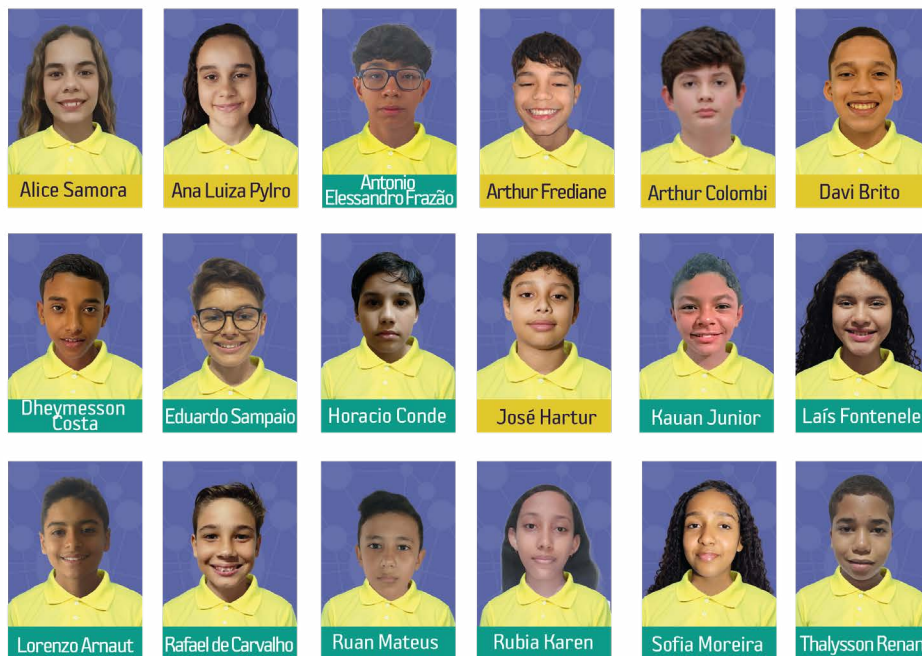 Alice Samora
Ana Luiza Pylro
Antonio
Elessandro Frazão
Arthur Frediane
Arthur Colombi
Davi Brito
Dheymesson
Costa
Eduardo Sampaio
Horacio Conde
José Hartur
Kauan Junior
Laís Fontenele
Lorenzo Arnaut
Rafael de Carvalho
Ruan Mateus
Rubia Karen
Sofia Moreira
Thalysson Renan